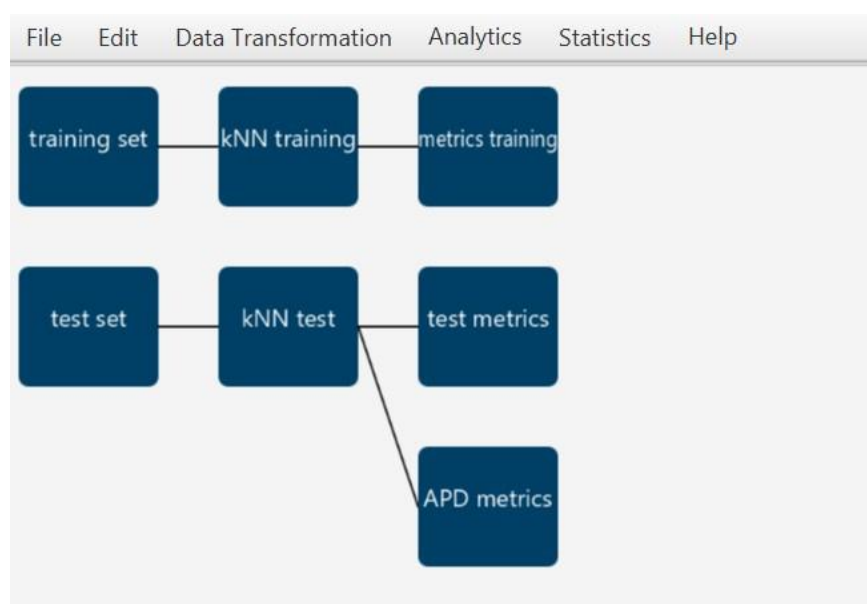 File Edit Data Transformation Analytics Statistics Help
training set kNN training metrics training
test set kNN test test metrics
APD metrics